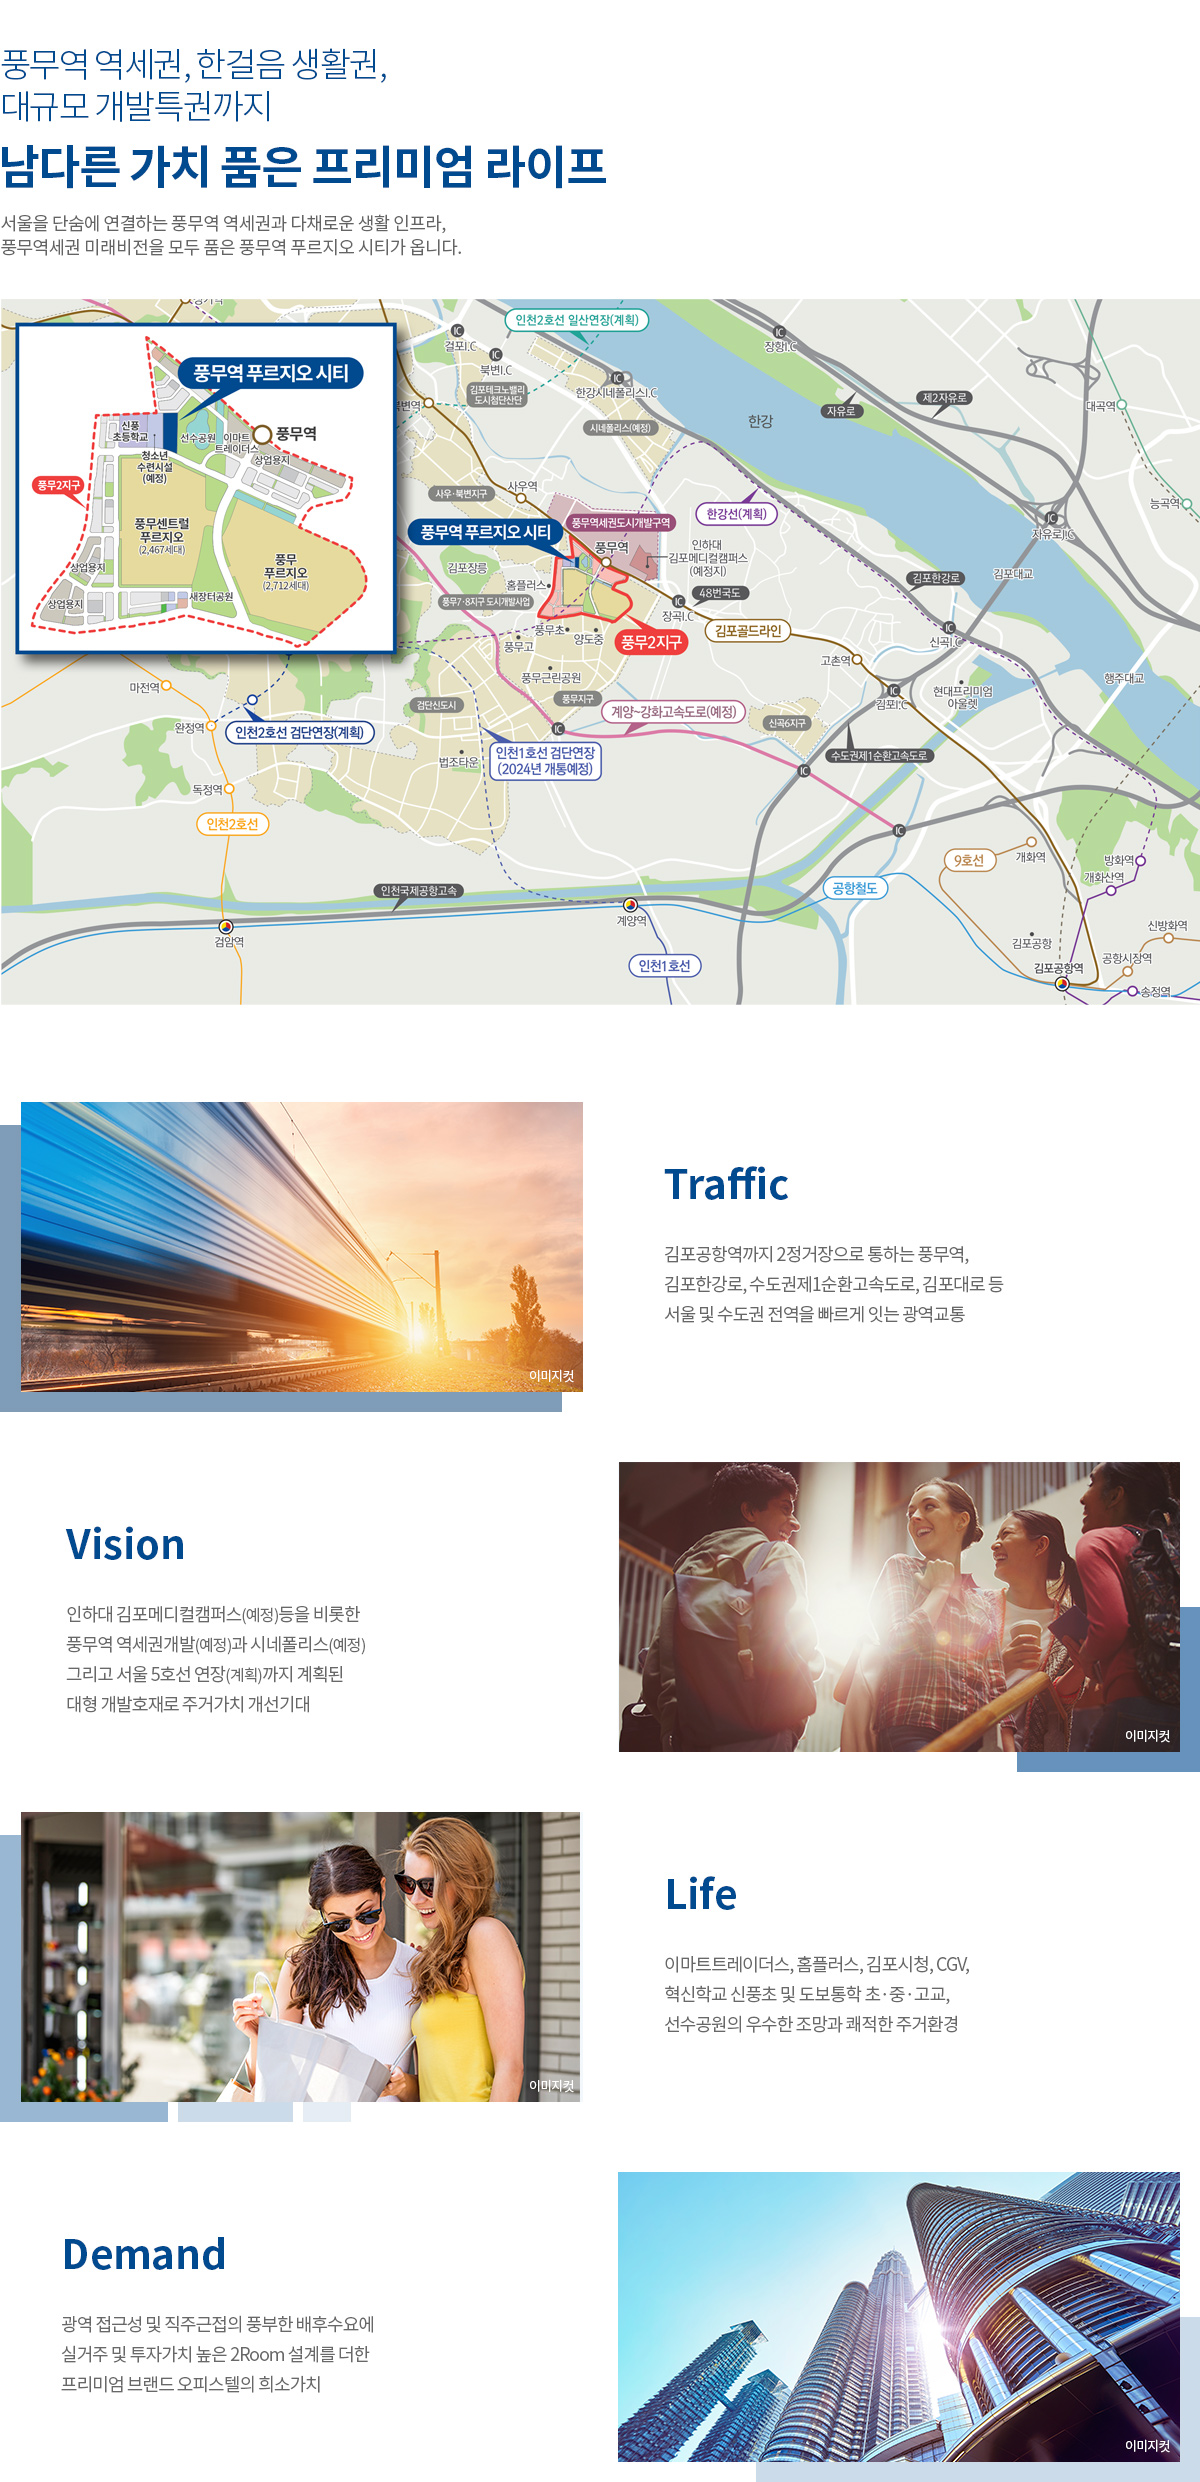 풍무역 역세권, 한걸음 생활권,
대규모 개발특권까지
남다른 가치 품은 프리미엄 라이프
서울을 단숨에 연결하는 풍무역 역세권과 다채로운 생활 인프라,
풍무역세권 미래비전을 모두 품은 풍무역 푸르지오 시티가 옵니다.
풍무역 푸르지오 시티
신풍
초등학교
선수공원
이마트
트레이더스
풍무역
상업용지
청소년
수련시설
(예정)
풍무2지구
풍무센트럴
푸르지오
(2,467세대)
풍무
푸르지오
(2,712세대)
상업용지
상업용지
새장터공원
인천2호선 일산연장(계획)
IC
걸포I.C
IC
북변I.C
김포테크노밸리
도시첨단산단
IC
한강시네폴리스I.C
시네폴리스(예정)
북변역
사우·북변지구
사우역
풍무역 푸르지오 시티
풍무역세권도시개발구역
풍무역
인하대
김포메디컬캠퍼스
(예정지)
김포장릉
홈플러스
풍무7·8지구 도시개발사업
풍무초
양도중
풍무고
풍무2지구
IC
장곡I.C
48번국도
김포골드라인
풍무근린공원
풍무지구
한강
한강선(계획)
IC
장항I.C
자유로
제2자유로
대곡역
능곡역
IC
자유로I.C
김포대교
김포한강로
IC
신곡I.C
고촌역
IC
김포I.C
현대프리미엄
아울렛
행주대교
신곡6지구
수도권제1순환고속도로
계양~강화고속도로(예정)
IC
IC
IC
마전역
완정역
인천2호선 검단연장(계획)
검단신도시
법조타운
인천1호선 검단연장
(2024년 개통예정)
독정역
인천2호선
인천국제공항고속
검암역
계양역
인천1호선
공항철도
9호선
개화역
방화역
개화산역
신방화역
김포공항
김포공항역
공항시장역
송정역
이미지컷
Traffic
김포공항역까지 2정거장으로 통하는 풍무역,
김포한강로, 수도권제1순환고속도로, 김포대로 등
서울 및 수도권 전역을 빠르게 잇는 광역교통
Vision
인하대 김포메디컬캠퍼스(예정)등을 비롯한
풍무역 역세권개발(예정)과 시네폴리스(예정)
그리고 서울 5호선 연장(계획)까지 계획된
대형 개발호재로 주거가치 개선기대
이미지컷
이미지컷
Life
이마트트레이더스, 홈플러스, 김포시청, CGV,
혁신학교 신풍초 및 도보통학 초·중·고교,
선수공원의 우수한 조망과 쾌적한 주거환경
Demand
광역 접근성 및 직주근접의 풍부한 배후수요에
실거주 및 투자가치 높은 2Room 설계를 더한
프리미엄 브랜드 오피스텔의 희소가치
이미지컷